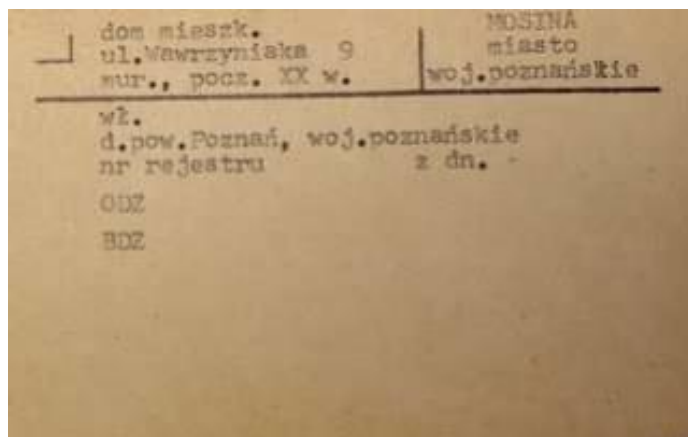 dom mieszk.
ul.Wawrzyniaka 9
mur., pocz. XX w.
MOSINA
miasto
woj.poznańskie
wł.
d.pow.Poznań, woj.poznańskie
nr rejestru z dn.
ODZ
BDZ